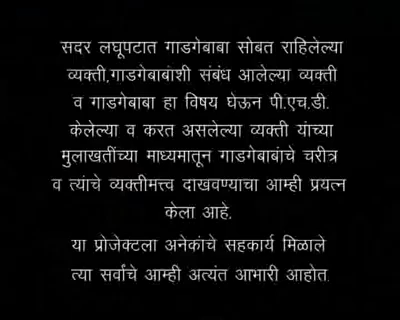 सदर लघूपटात गाडगेबाबा सोबत राहिलेल्या
व्यक्ती,गाडगेबाबाशी संबंध आलेल्या व्यक्ती
व गाडगेबाबा हा विषय घेऊन पी.एच.डी.
केलेल्या व करत असलेल्या व्यक्ती यांच्या
मुलाखतींच्या माध्यमातून गाडगेबाबांचे चरीत्र
व त्यांचे व्यक्तीमत्त्व दाखवण्याचा आम्ही प्रयत्न
केला आहे.
या प्रोजेक्टला अनेकांचे सहकार्य मिळाले
त्या सर्वांचे आम्ही अत्यंत आभारी आहोत.